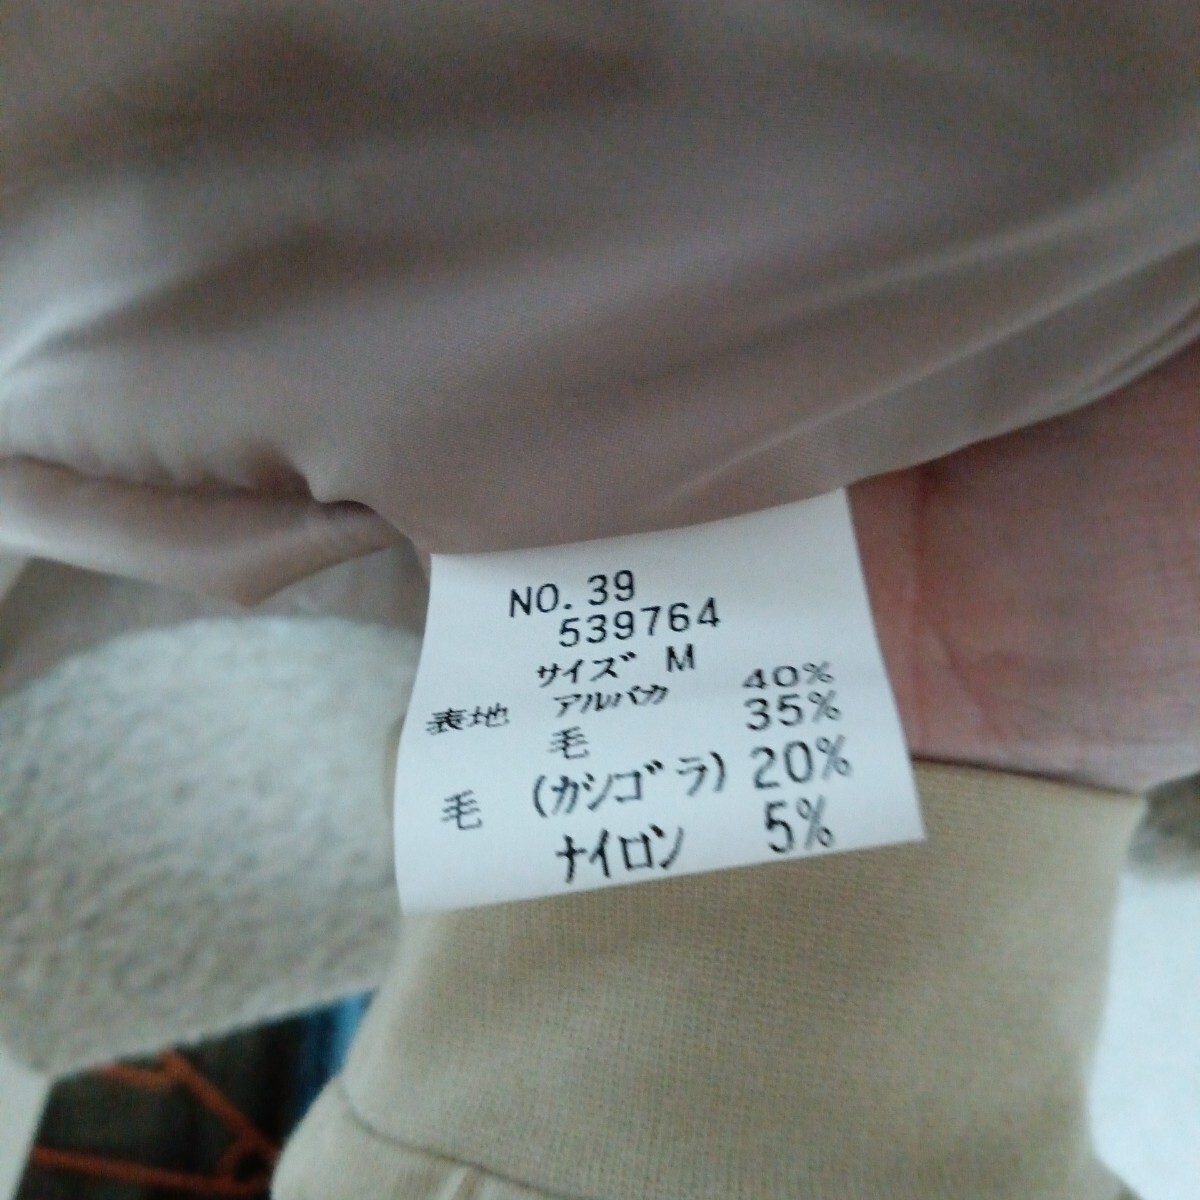 NO.39
539764
サイズ M
表地 アルパカ 40%
毛 35%
毛 (カシゴラ) 20%
ナイロン 5%